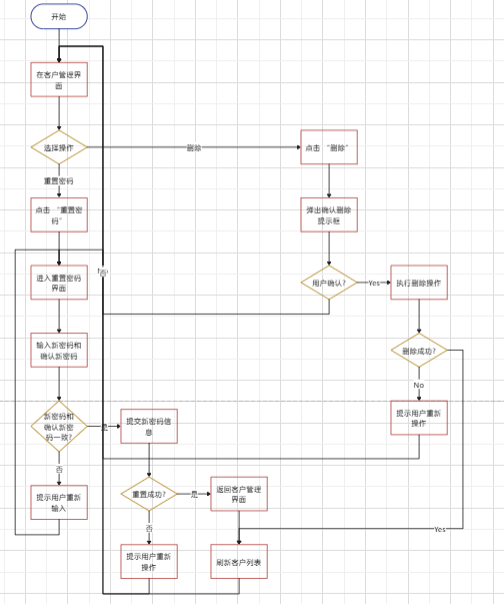 开始
在客户管理界
面
选择操作
删除
点击 “删除”
重置密码
点击 “重置密
码”
弹出确认删除
提示框
进入重置密码
界面
用户确认?
Yes
执行删除操作
输入新密码和
确认新密码
删除成功?
No
新密码和
确认新密
码一致?
是
提交新密码信
息
提示用户重新
操作
否
提示用户重新
输入
重置成功?
是
返回客户管理
界面
否
Yes
提示用户重新
操作
刷新客户列表